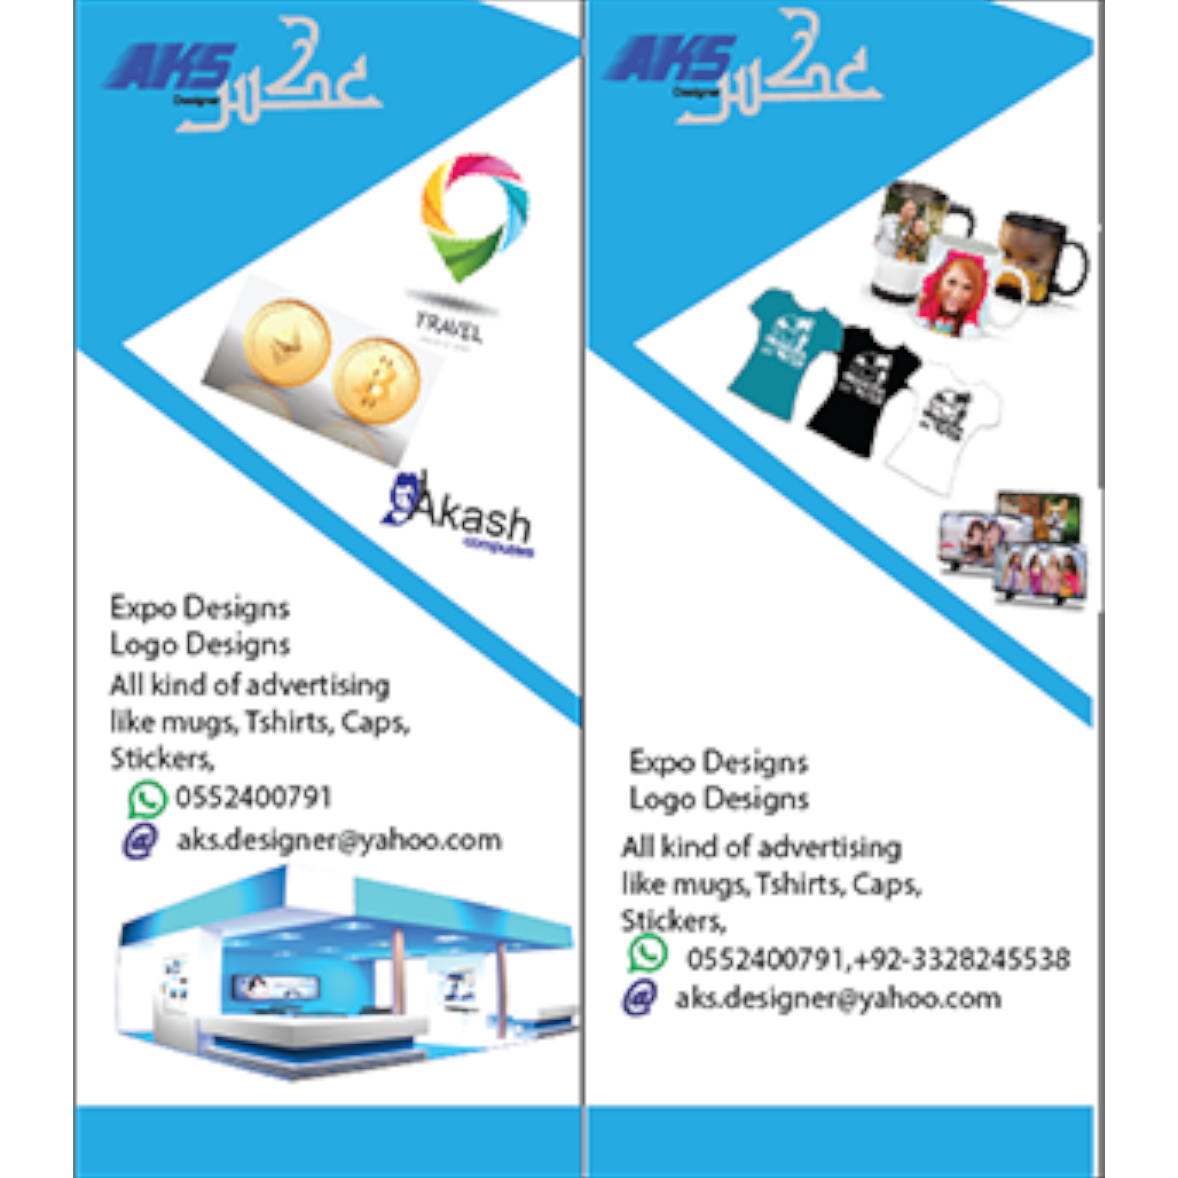 AKS
Designer
TRAVEL
Akash
computers
Expo Designs
Logo Designs
All kind of advertising
like mugs, Tshirts, Caps,
Stickers,
0552400791
@ aks.designer@yahoo.com
AKS
Designer
Expo Designs
Logo Designs
All kind of advertising
like mugs, Tshirts, Caps,
Stickers,
0552400791,+92-3328245538
@ aks.designer@yahoo.com